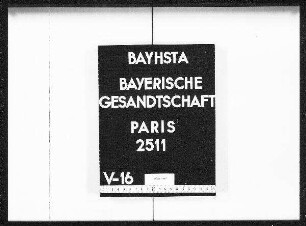 BAYHSTA
BAYERISCHE
GESANDTSCHAFT
PARIS
2511
V-16